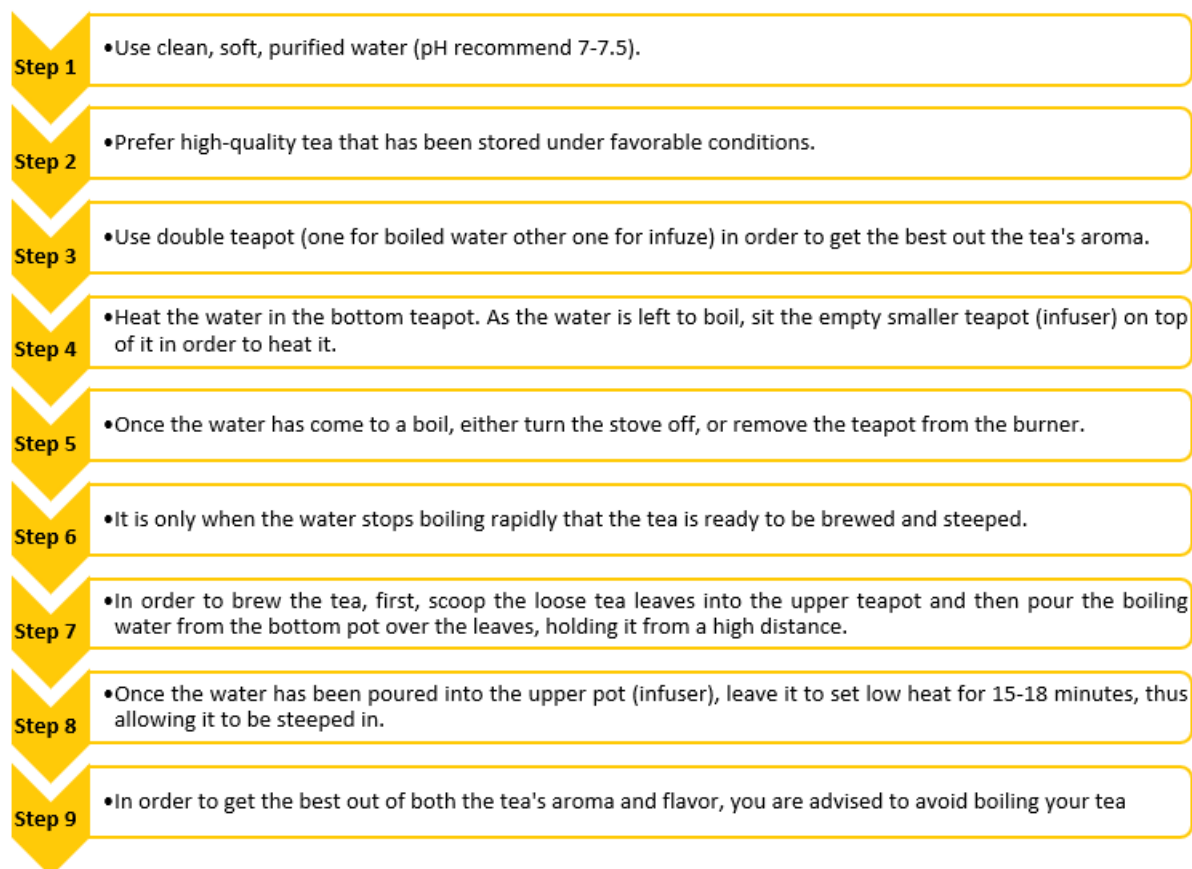 Step 1
•Use clean, soft, purified water (pH recommend 7-7.5).
Step 2
•Prefer high-quality tea that has been stored under favorable conditions.
Step 3
•Use double teapot (one for boiled water other one for infuze) in order to get the best out the tea's aroma.
Step 4
•Heat the water in the bottom teapot. As the water is left to boil, sit the empty smaller teapot (infuser) on top
of it in order to heat it.
Step 5
•Once the water has come to a boil, either turn the stove off, or remove the teapot from the burner.
Step 6
•It is only when the water stops boiling rapidly that the tea is ready to be brewed and steeped.
Step 7
•In order to brew the tea, first, scoop the loose tea leaves into the upper teapot and then pour the boiling
water from the bottom pot over the leaves, holding it from a high distance.
Step 8
•Once the water has been poured into the upper pot (infuser), leave it to set low heat for 15-18 minutes, thus
allowing it to be steeped in.
Step 9
•In order to get the best out of both the tea's aroma and flavor, you are advised to avoid boiling your tea